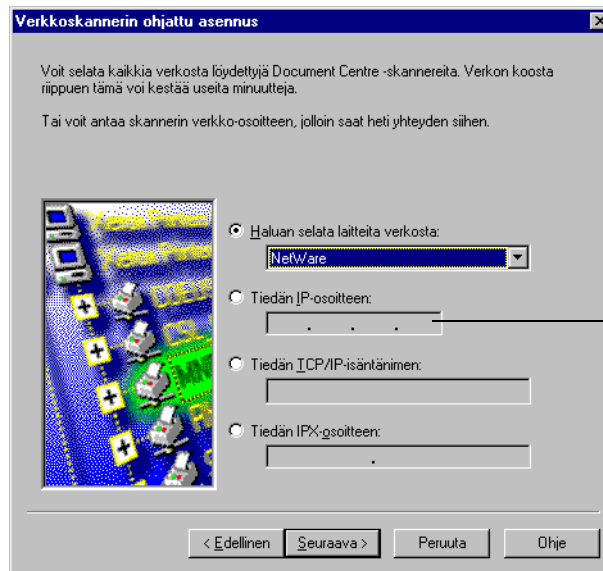 Verkkoskannerin ohjattu asennus
Voit selata kaikkia verkosta löydettyjä Document Centre -skannereita. Verkon koosta
riippuen tämä voi kestää useita minuutteja.
Tai voit antaa skannerin verkko-osoitteen, jolloin saat heti yhteyden siihen.
Haluan selata laitteita verkosta:
NetWare
Tiedän IP-osoitteen:
. . .
Tiedän TCP/IP-isäntänimen:
Tiedän IPX-osoitteen:
.
< Edellinen
Seuraava >
Peruuta
Ohje